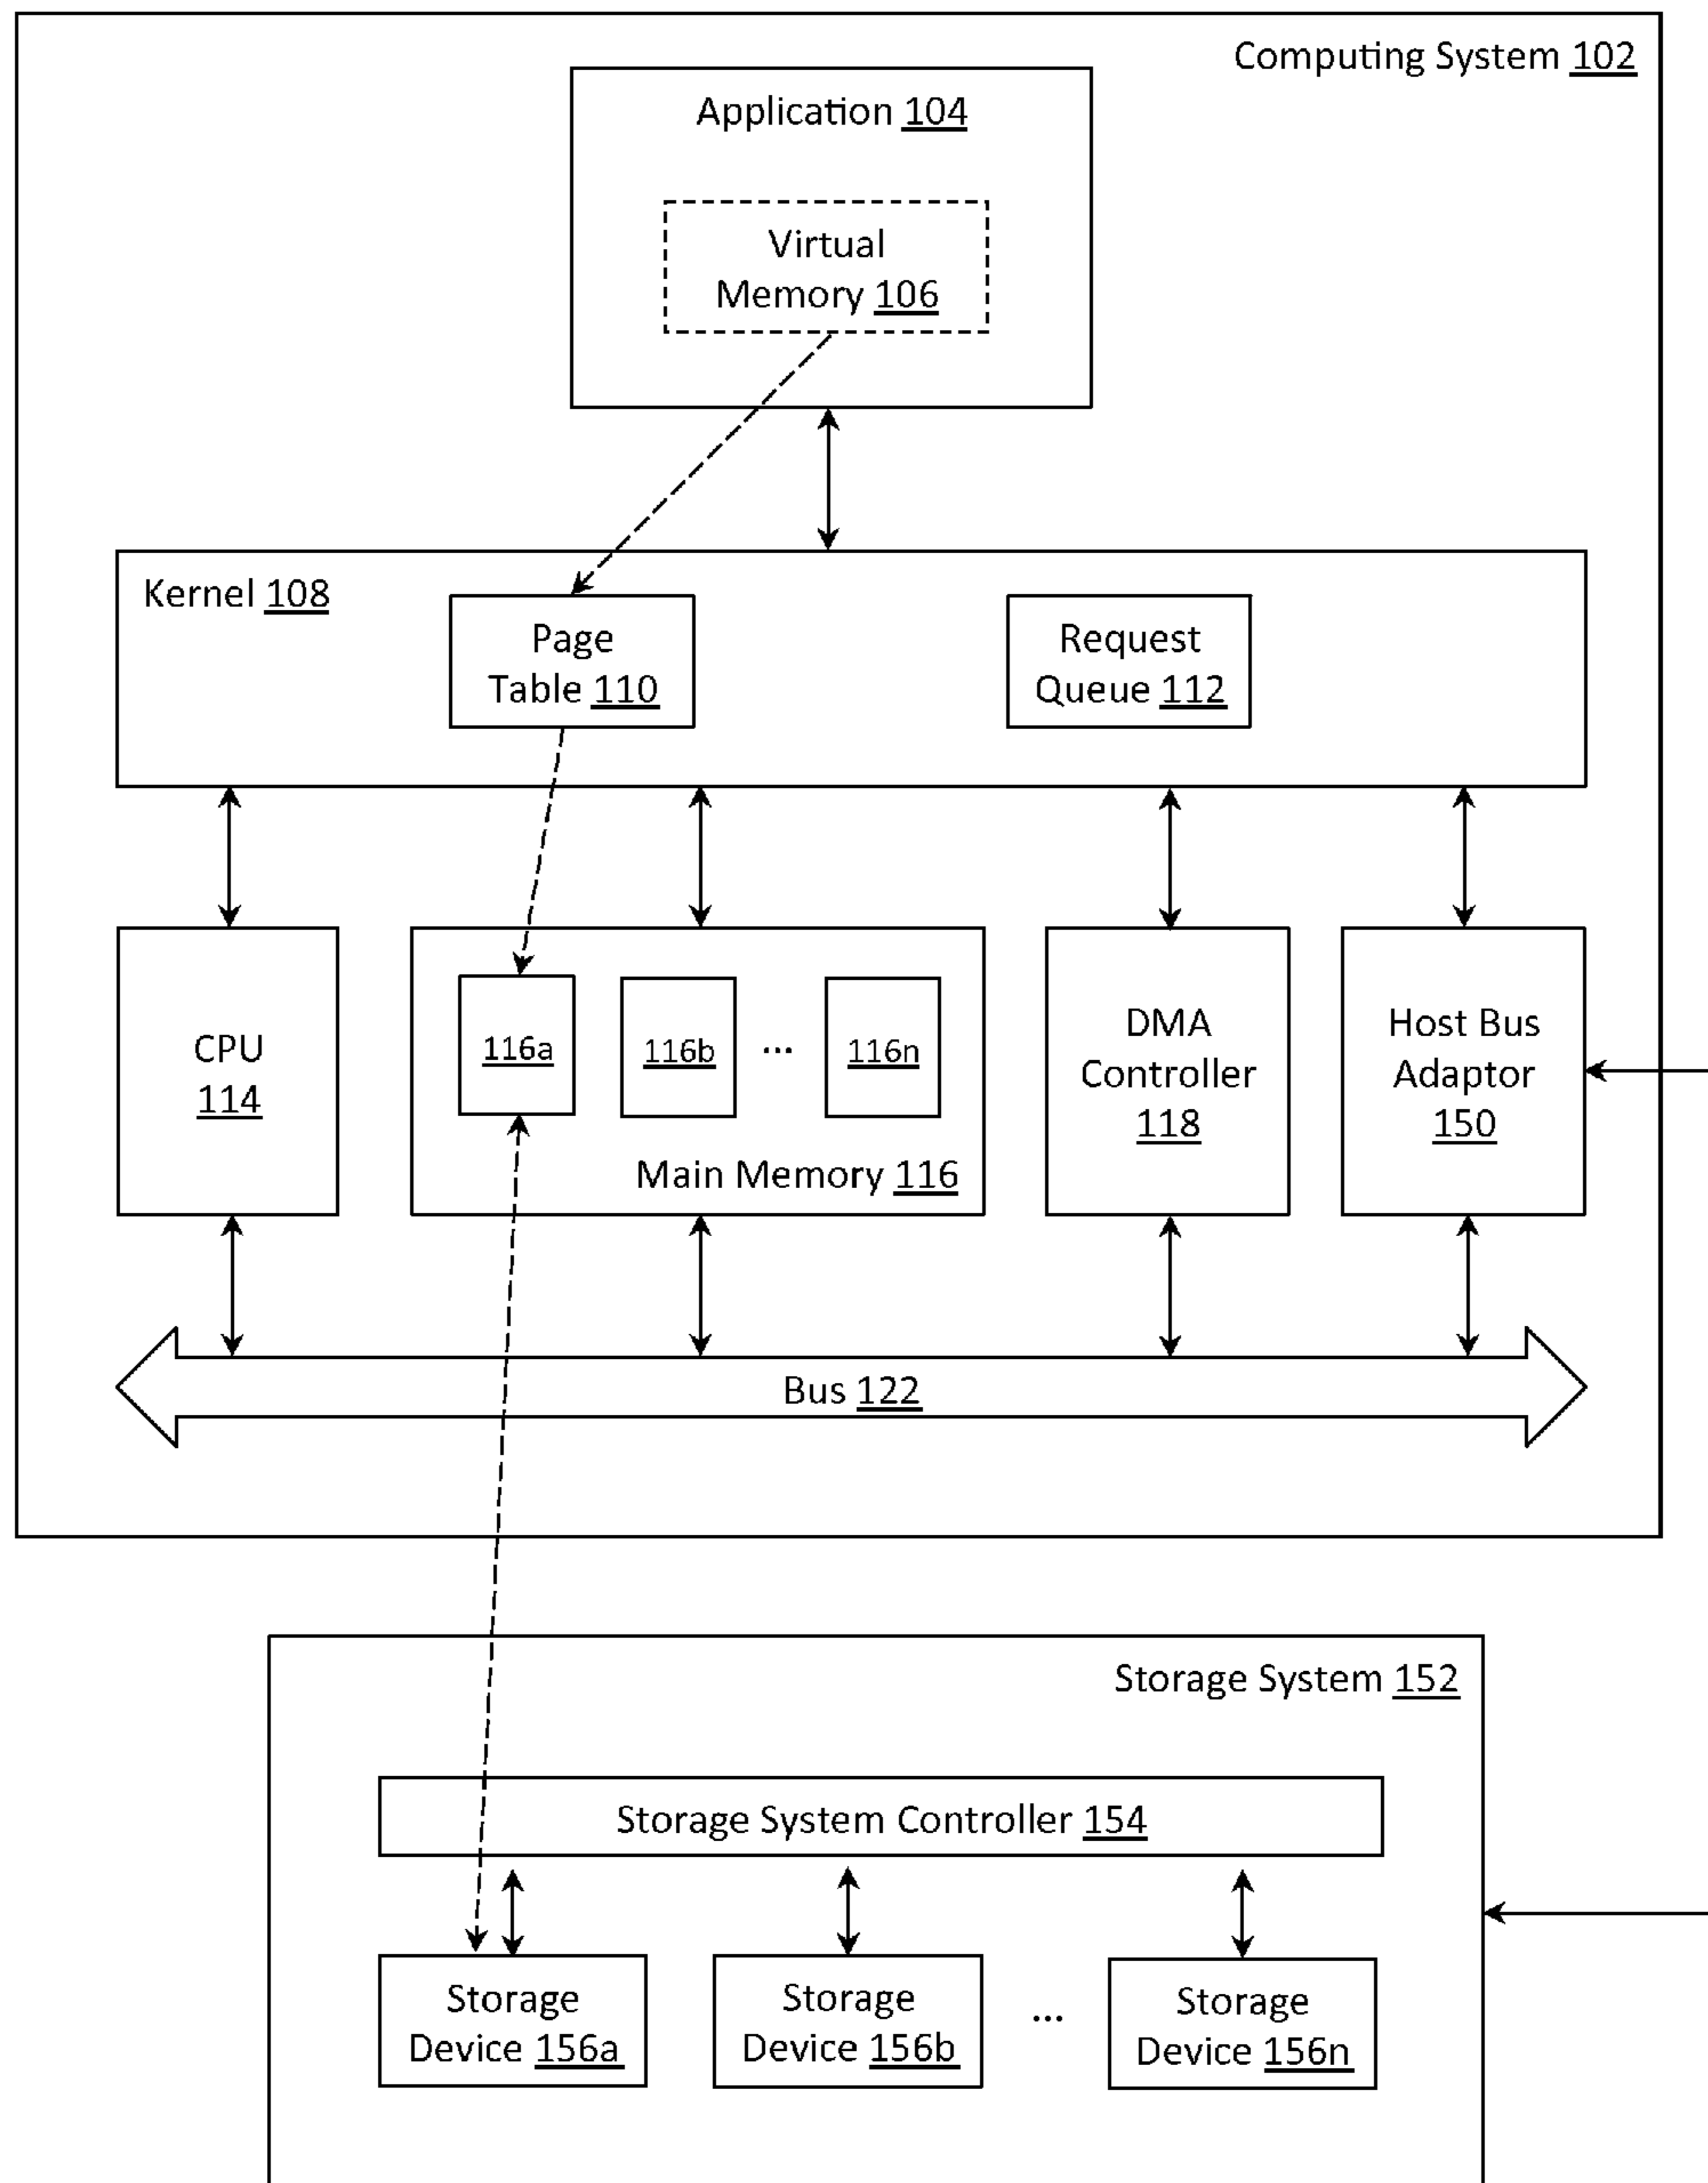 Computing System 102
Application 104
Virtual
Memory 106
Kernel 108
Page
Table 110
Request
Queue 112
CPU
114
116a
116b
...
116n
Main Memory 116
DMA
Controller
118
Host Bus
Adaptor
150
Bus 122
Storage System 152
Storage System Controller 154
Storage
Device 156a
Storage
Device 156b
...
Storage
Device 156n